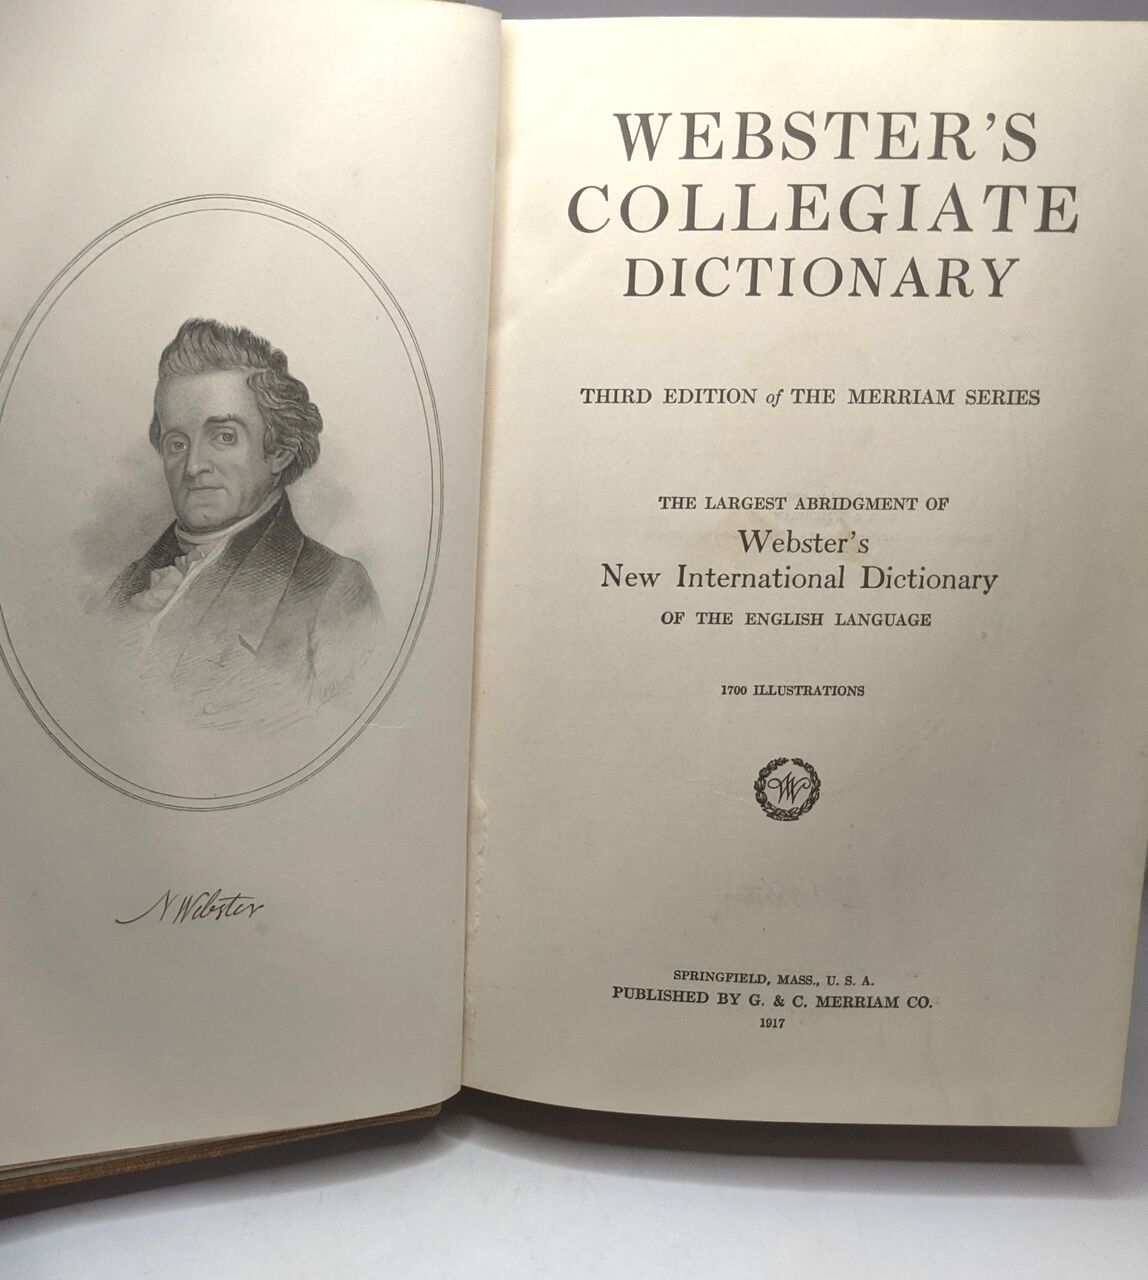 N Webster
WEBSTER'S
COLLEGIATE
DICTIONARY
THIRD EDITION of THE MERRIAM SERIES
THE LARGEST ABRIDGMENT OF
Webster's
New International Dictionary
OF THE ENGLISH LANGUAGE
1700 ILLUSTRATIONS
W
SPRINGFIELD, MASS., U. S. A.
PUBLISHED BY G. & C. MERRIAM CO.
1917